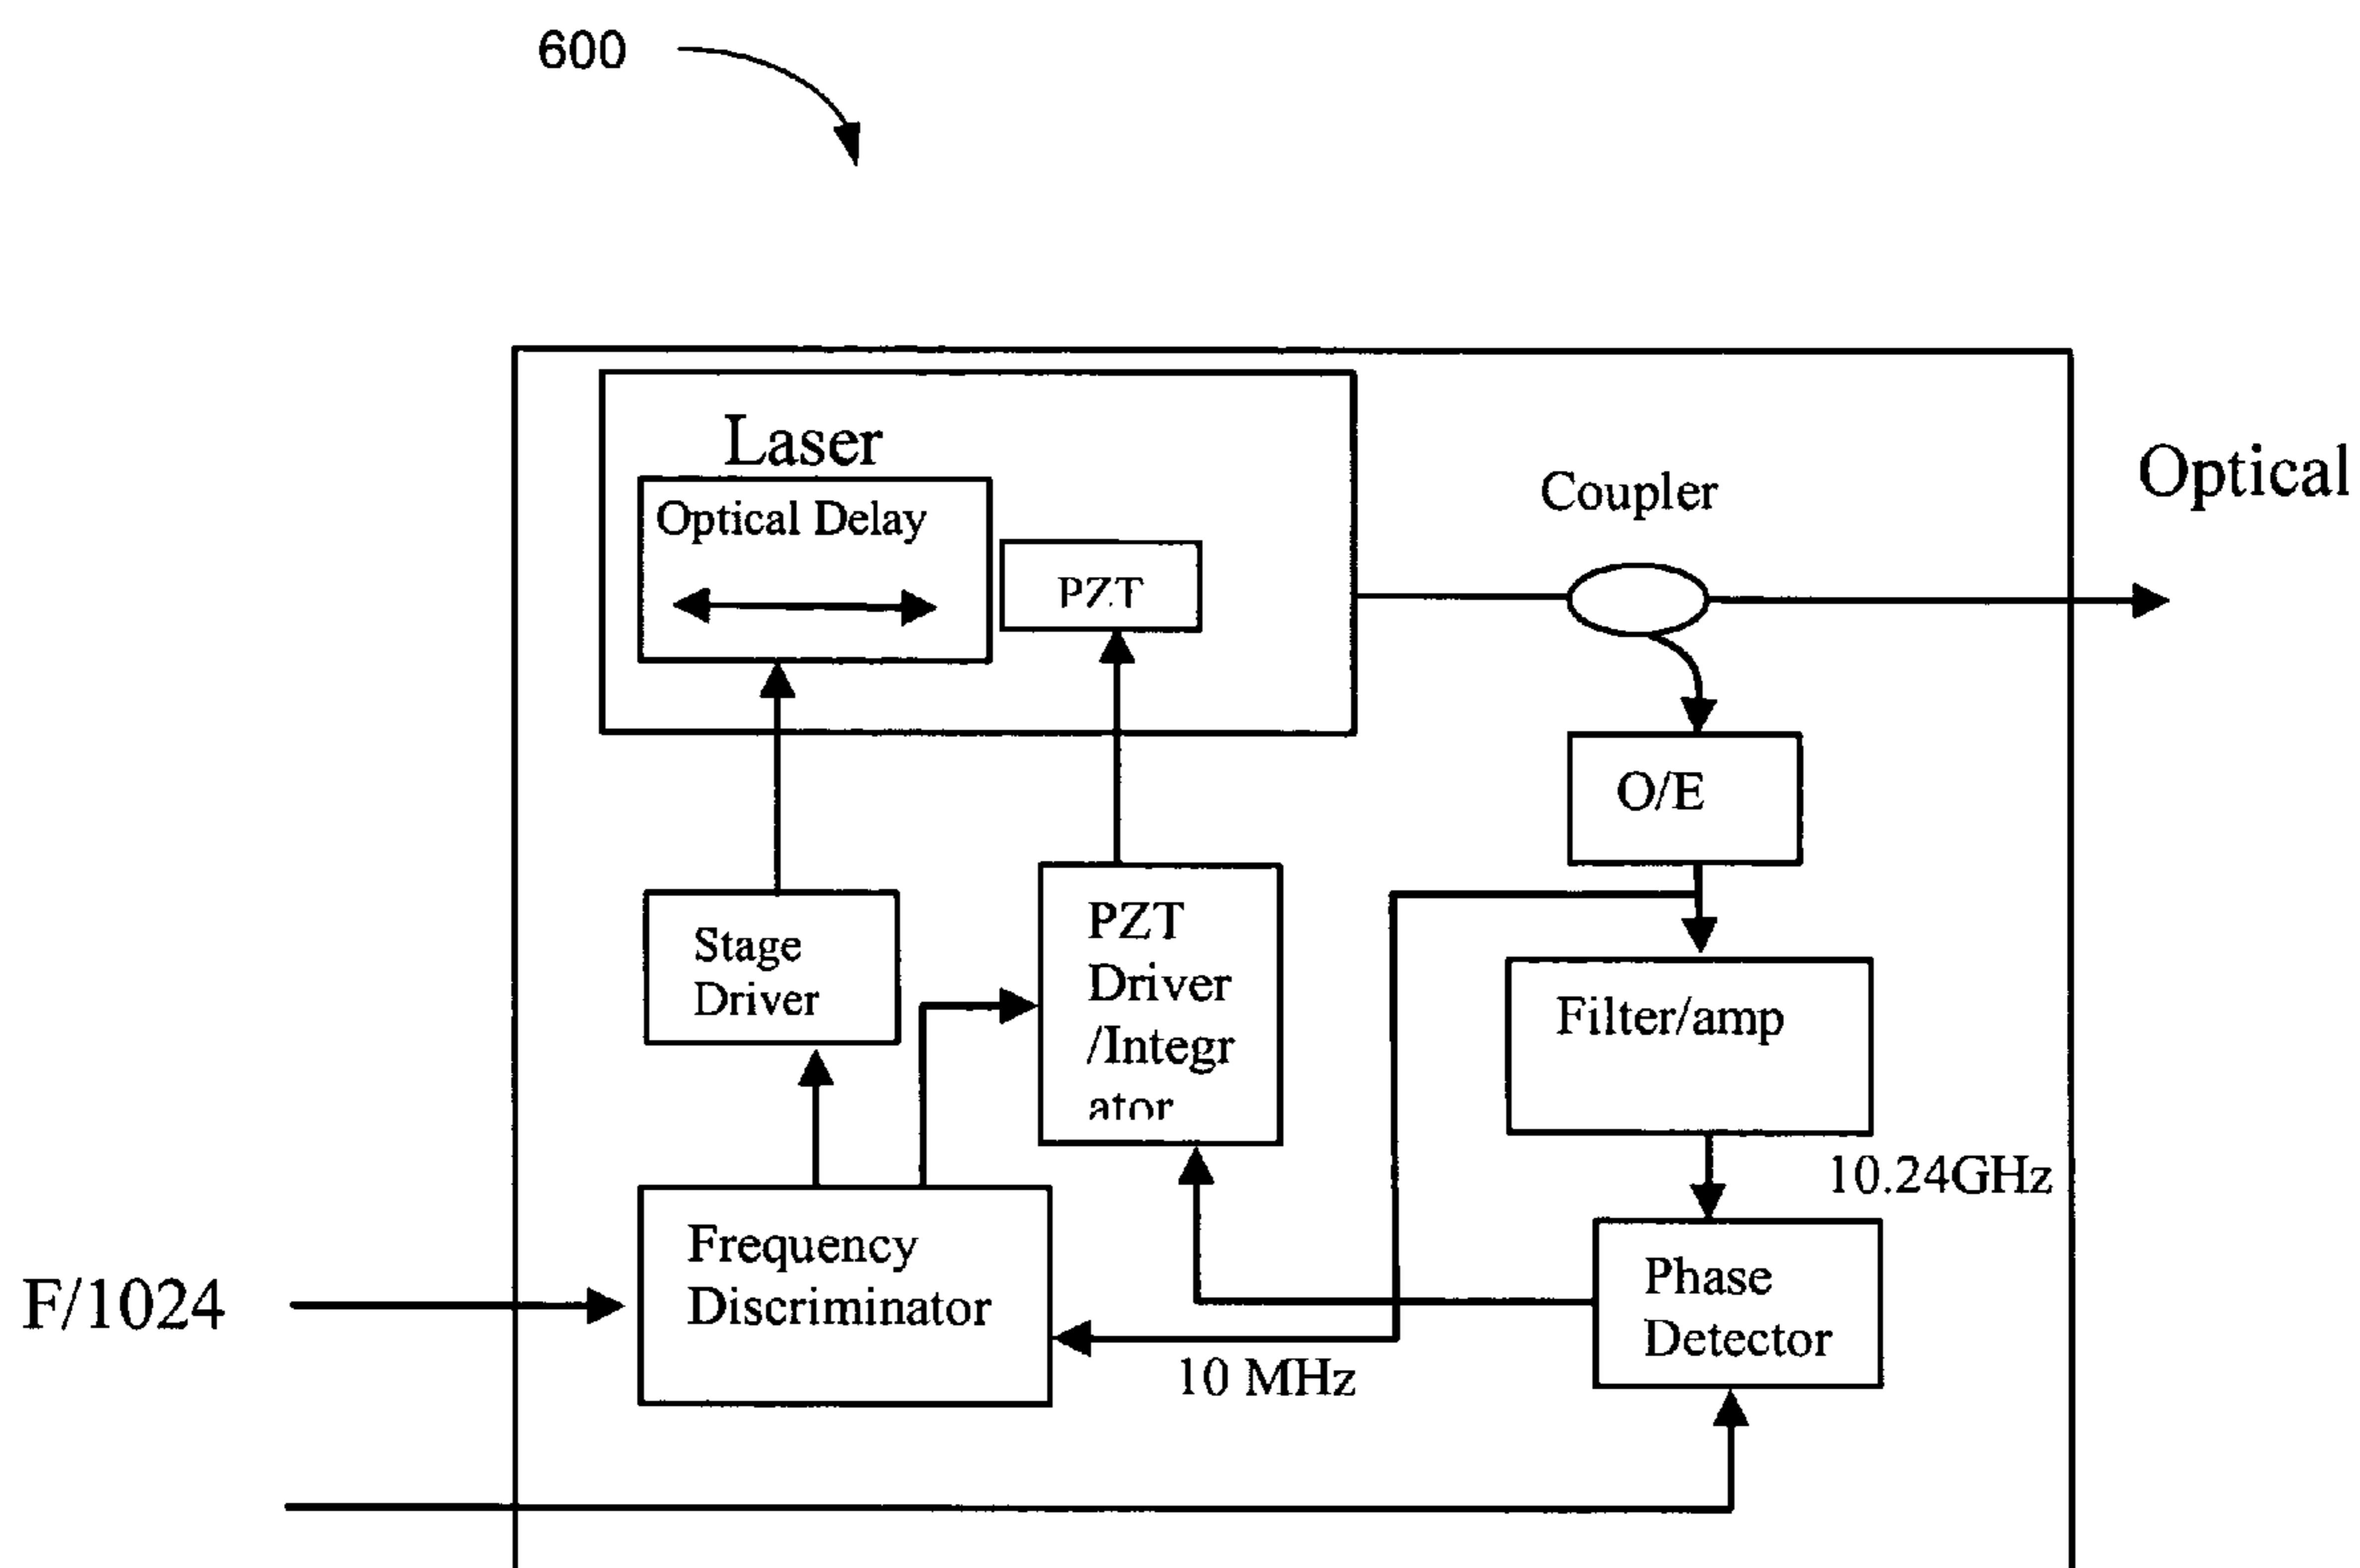 600
Laser
Optical Delay
PZT
Coupler
Optical
O/E
Stage
Driver
PZT
Driver
/Integr
ator
Filter/amp
10.24GHz
Frequency
Discriminator
Phase
Detector
F/1024
10 MHz